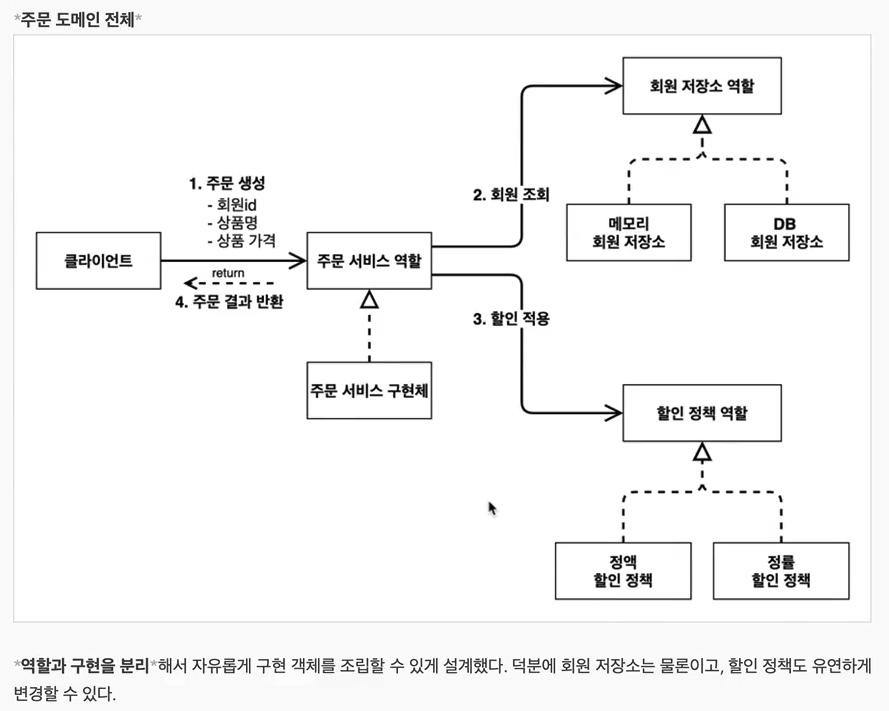 *주문 도메인 전체*
회원 저장소 역할
1. 주문 생성
- 회원id
- 상품명
- 상품 가격
2. 회원 조회
메모리
회원 저장소
DB
회원 저장소
클라이언트
주문 서비스 역할
return
4. 주문 결과 반환
3. 할인 적용
주문 서비스 구현체
할인 정책 역할
정액
할인 정책
정률
할인 정책
*역할과 구현을 분리*해서 자유롭게 구현 객체를 조립할 수 있게 설계했다. 덕분에 회원 저장소는 물론이고, 할인 정책도 유연하게
변경할 수 있다.